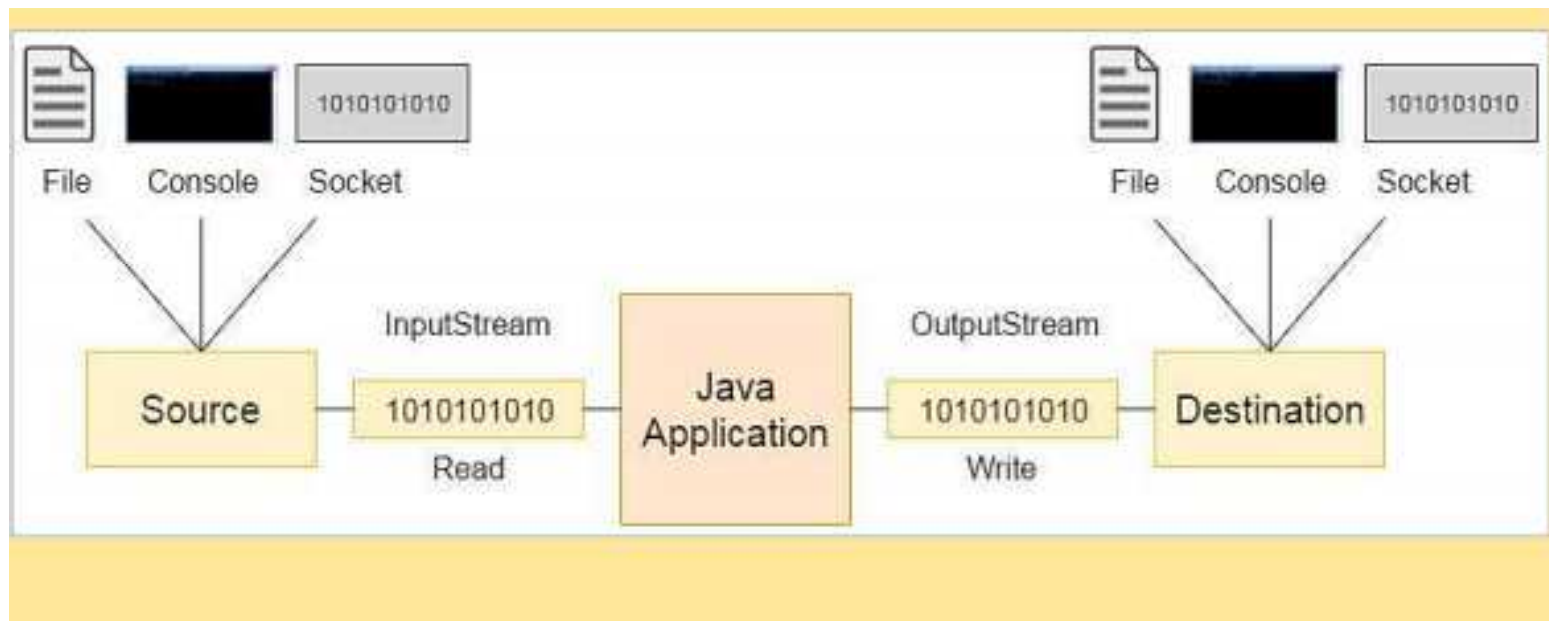 1010101010
1010101010
File Console Socket
File Console Socket
InputStream
OutputStream
Source
1010101010
Java
Application
1010101010
Destination
Read
Write